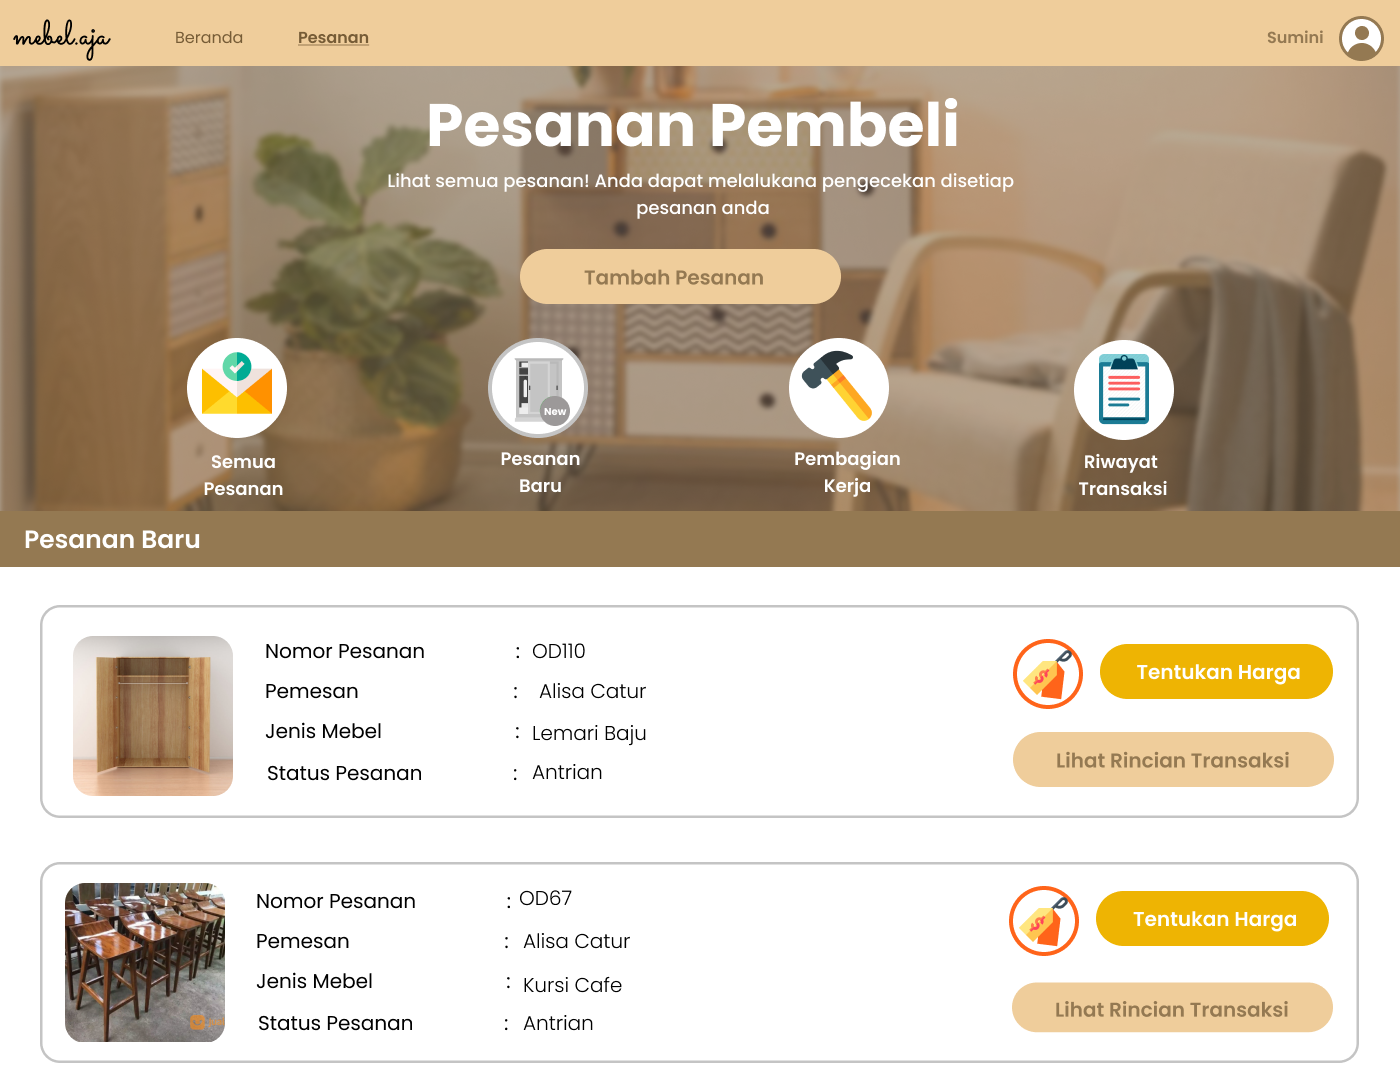 mebel.aja
Beranda
Pesanan
Sumini
Pesanan Pembeli
Lihat semua pesanan! Anda dapat melalukana pengecekan disetiap
pesanan anda
Tambah Pesanan
New
Semua
Pesanan
Pesanan
Baru
Pembagian
Kerja
Riwayat
Transaksi
Pesanan Baru
Nomor Pesanan : OD110
Pemesan : Alisa Catur
Jenis Mebel : Lemari Baju
Status Pesanan : Antrian
$
Tentukan Harga
Lihat Rincian Transaksi
Nomor Pesanan : OD67
Pemesan : Alisa Catur
Jenis Mebel : Kursi Cafe
Status Pesanan : Antrian
$
Tentukan Harga
Lihat Rincian Transaksi